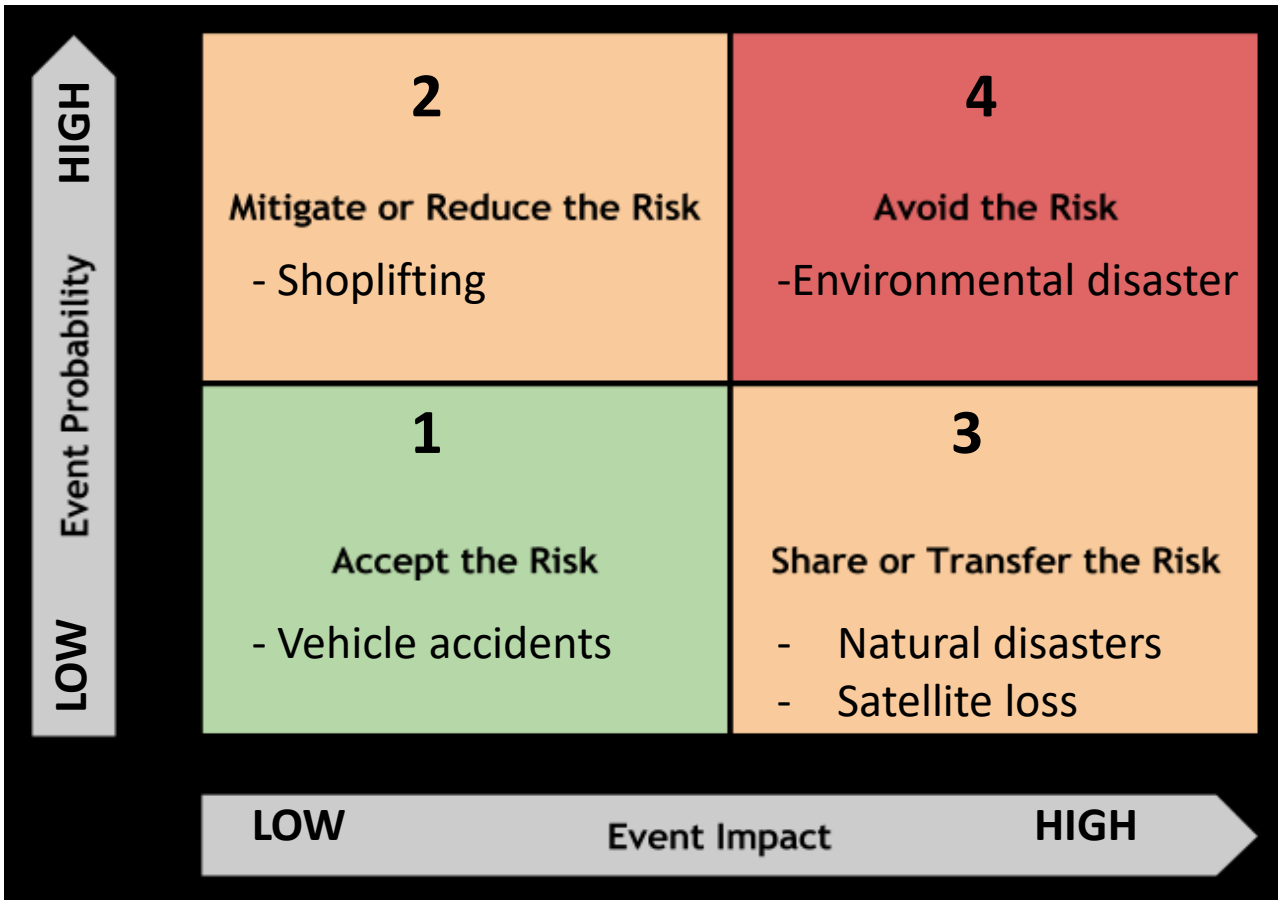 2
Mitigate or Reduce the Risk
- Shoplifting
4
Avoid the Risk
-Environmental disaster
1
Accept the Risk
- Vehicle accidents
3
Share or Transfer the Risk
- Natural disasters
- Satellite loss
HIGH
Event Probability
LOW
LOW
Event Impact
HIGH